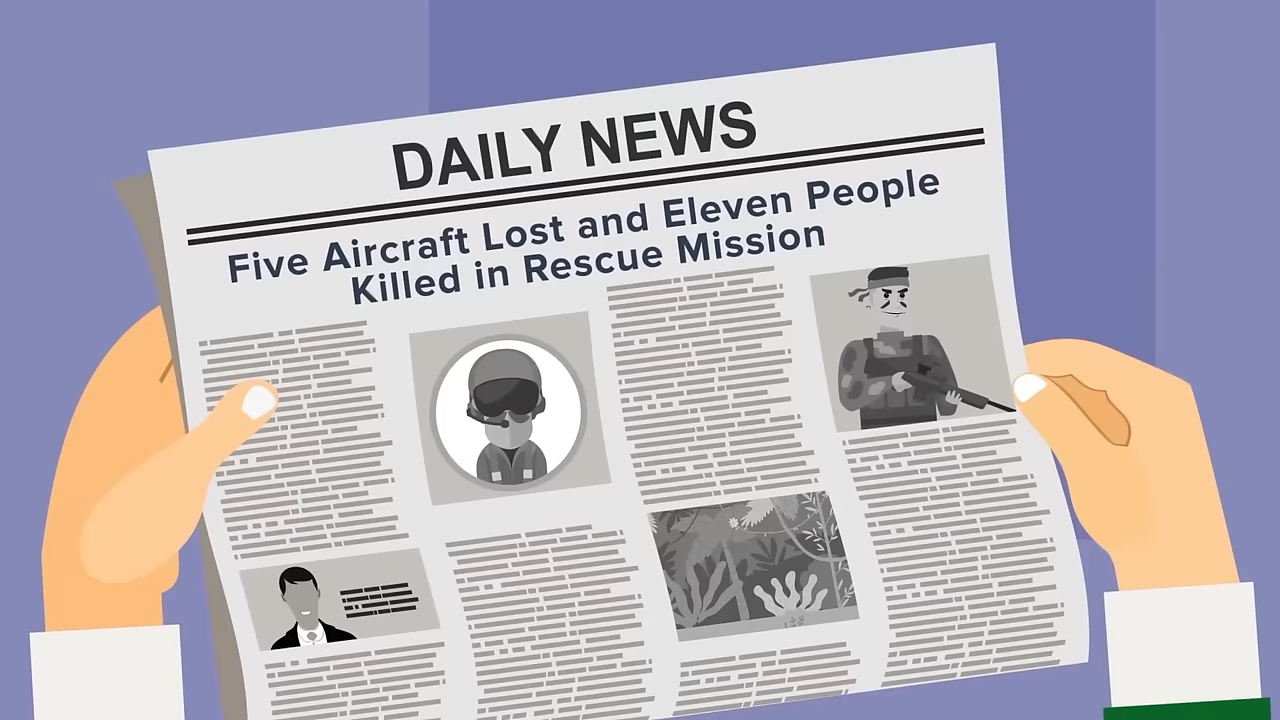 DAILY NEWS
Five Aircraft Lost and Eleven People
Killed in Rescue Mission